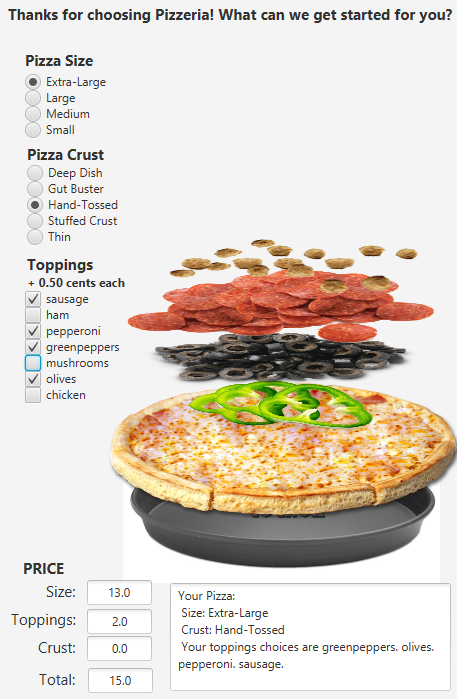 Thanks for choosing Pizzeria! What can we get started for you?
Pizza Size
Extra-Large
Large
Medium
Small
Pizza Crust
Deep Dish
Gut Buster
Hand-Tossed
Stuffed Crust
Thin
Toppings
+ 0.50 cents each
sausage
ham
pepperoni
greenpeppers
mushrooms
olives
chicken
PRICE
Size: 13.0
Toppings: 2.0
Crust: 0.0
Total: 15.0
Your Pizza:
Size: Extra-Large
Crust: Hand-Tossed
Your toppings choices are greenpeppers. olives.
pepperoni. sausage.